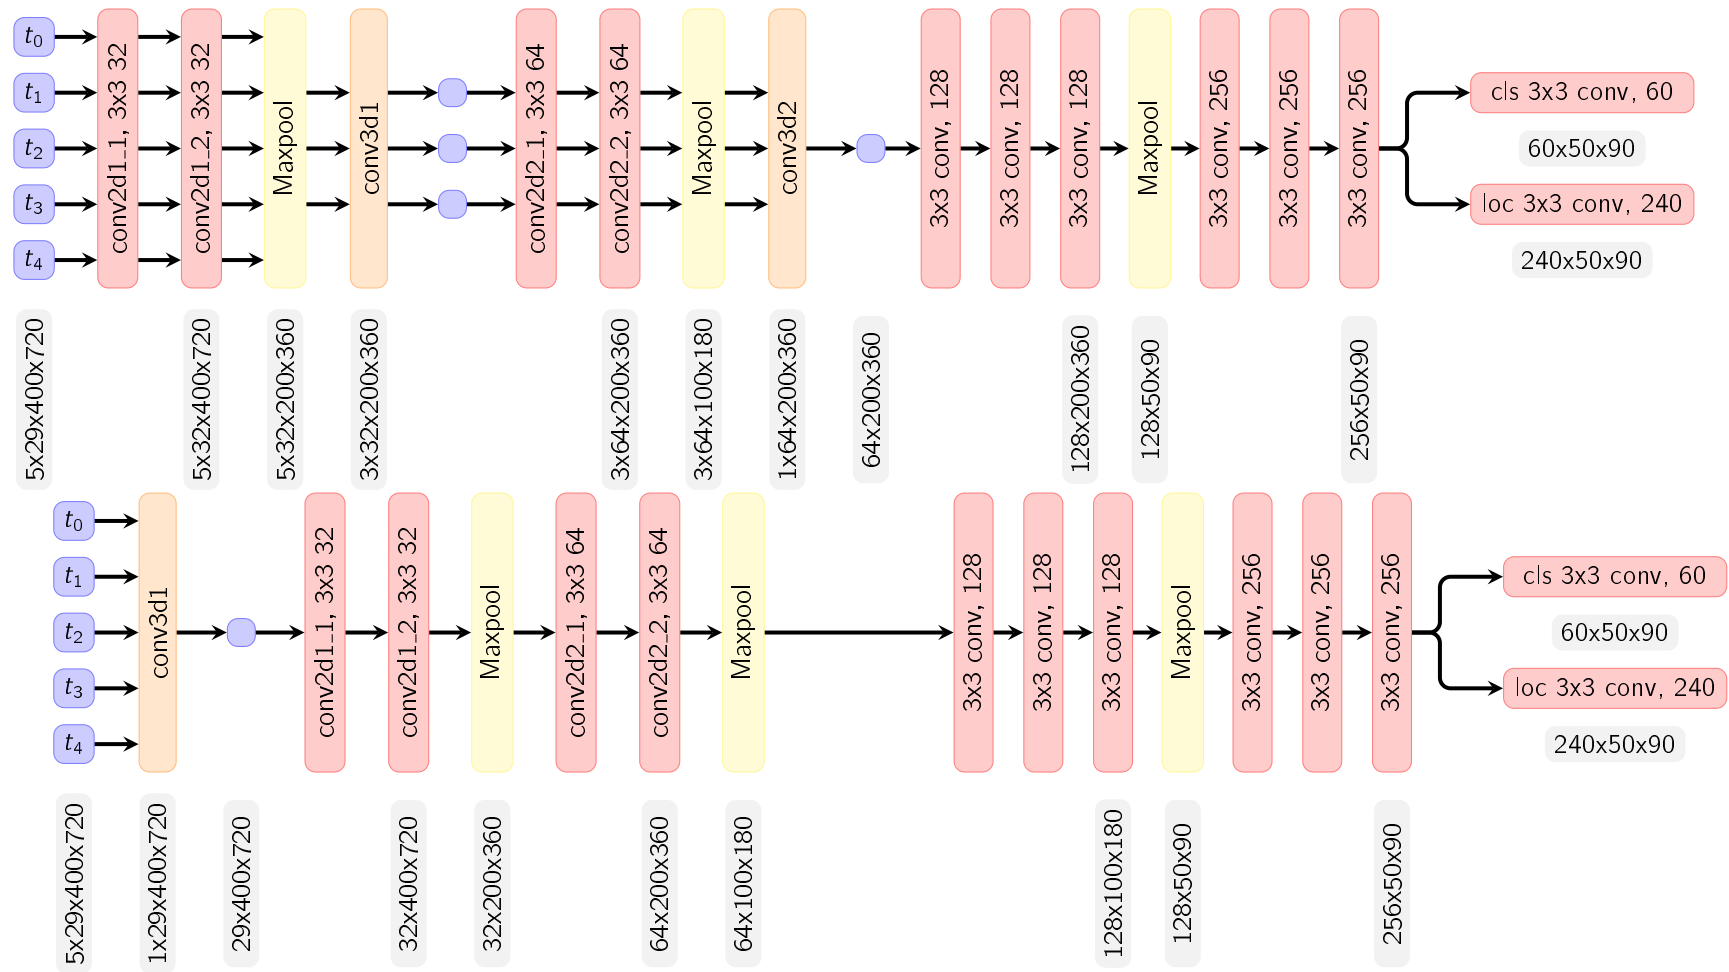 t0
t1
t2
t3
t4
conv2d1_1, 3x3 32
conv2d1_2, 3x3 32
Maxpool
conv3d1
conv2d2_1, 3x3 64
conv2d2_2, 3x3 64
Maxpool
conv3d2
3x3 conv, 128
3x3 conv, 128
3x3 conv, 128
Maxpool
3x3 conv, 256
3x3 conv, 256
3x3 conv, 256
cls 3x3 conv, 60
60x50x90
loc 3x3 conv, 240
240x50x90
5x29x400x720
5x32x400x720
5x32x200x360
3x32x200x360
3x64x200x360
3x64x100x180
1x64x200x360
64x200x360
128x200x360
128x50x90
256x50x90
t0
t1
t2
t3
t4
conv3d1
conv2d1_1, 3x3 32
conv2d1_2, 3x3 32
Maxpool
conv2d2_1, 3x3 64
conv2d2_2, 3x3 64
Maxpool
3x3 conv, 128
3x3 conv, 128
3x3 conv, 128
Maxpool
3x3 conv, 256
3x3 conv, 256
3x3 conv, 256
cls 3x3 conv, 60
60x50x90
loc 3x3 conv, 240
240x50x90
5x29x400x720
1x29x400x720
29x400x720
32x400x720
32x200x360
64x200x360
64x100x180
128x100x180
128x50x90
256x50x90